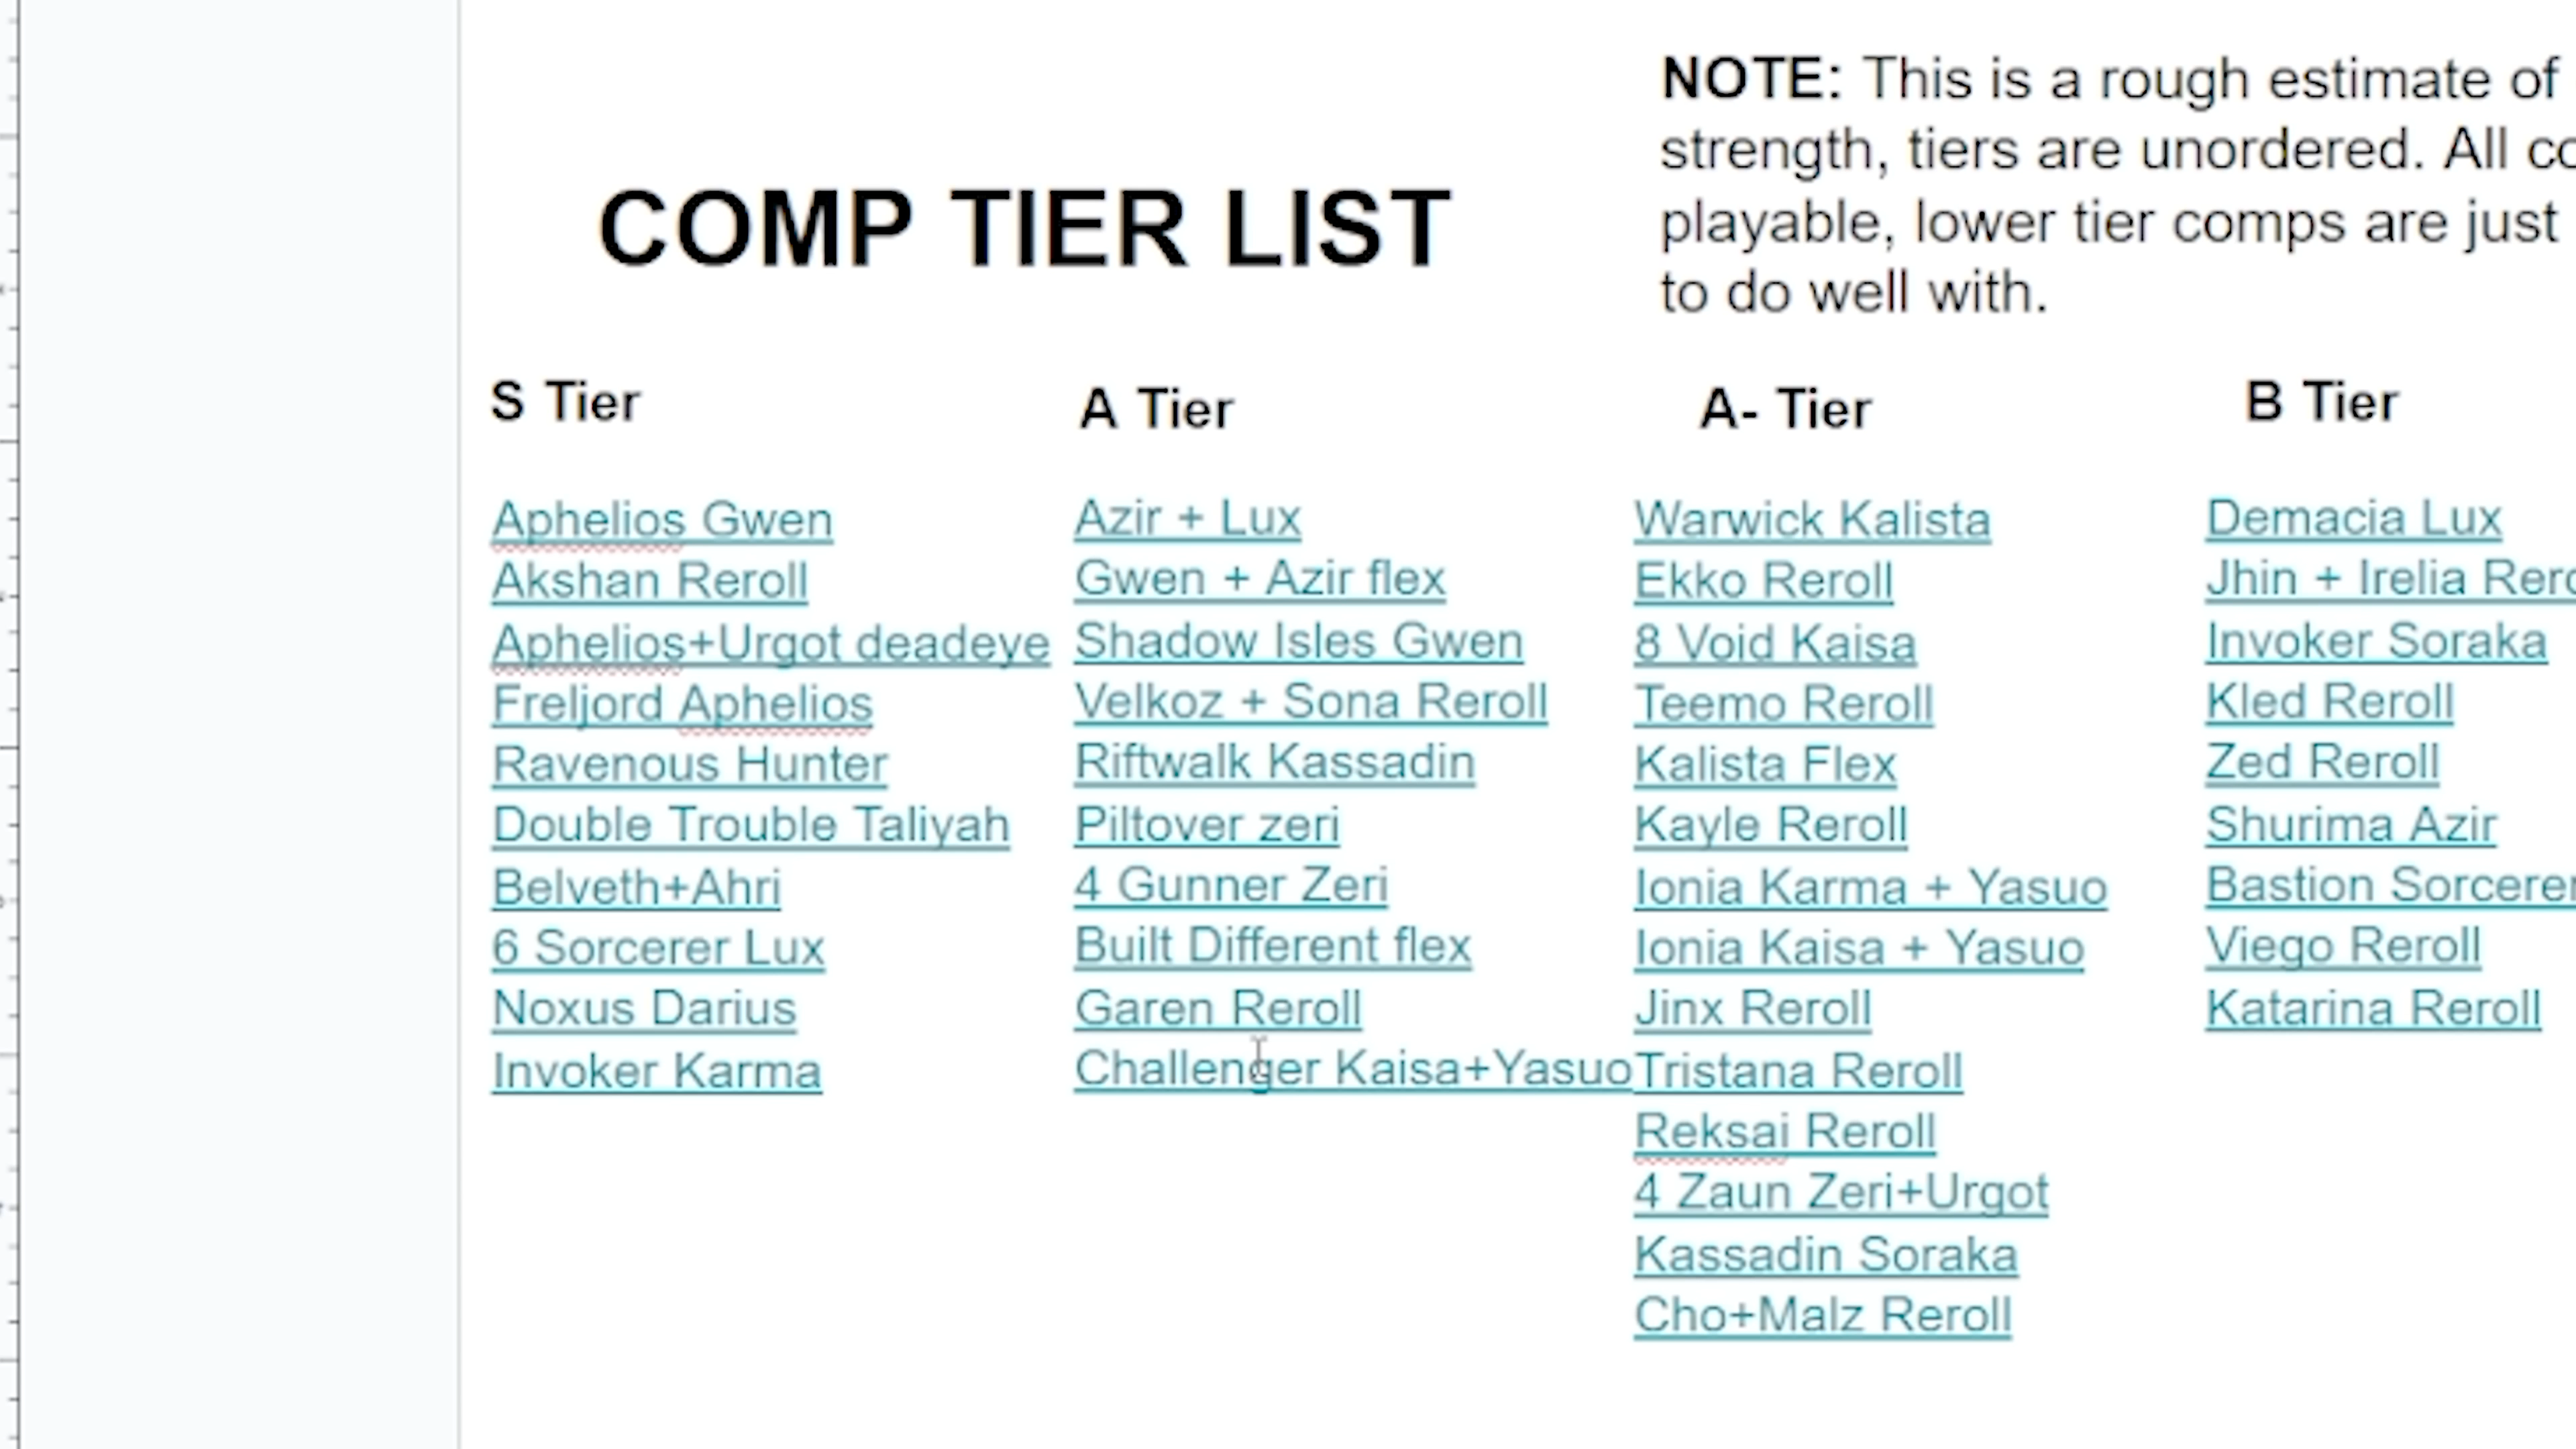 NOTE: This is a rough estimate of
strength, tiers are unordered. All
playable, lower tier comps are just
to do well with.
COMP TIER LIST
S Tier
Aphelios Gwen
Akshan Reroll
Aphelios+Urgot deadeye
Freljord Aphelios
Ravenous Hunter
Double Trouble Taliyah
Belveth+Ahri
6 Sorcerer Lux
Noxus Darius
Invoker Karma
A Tier
Azir + Lux
Gwen + Azir flex
Shadow Isles Gwen
Velkoz + Sona Reroll
Riftwalk Kassadin
Piltover zeri
4 Gunner Zeri
Built Different flex
Garen Reroll
Challenger Kaisa+Yasuo
A- Tier
Warwick Kalista
Ekko Reroll
8 Void Kaisa
Teemo Reroll
Kalista Flex
Kayle Reroll
Ionia Karma + Yasuo
Ionia Kaisa + Yasuo
Jinx Reroll
Tristana Reroll
Reksai Reroll
4 Zaun Zeri+Urgot
Kassadin Soraka
Cho+Malz Reroll
B Tier
Demacia Lux
Jhin + Irelia
Invoker Soraka
Kled Reroll
Zed Reroll
Shurima Azir
Bastion
Viego Reroll
Katarina Reroll